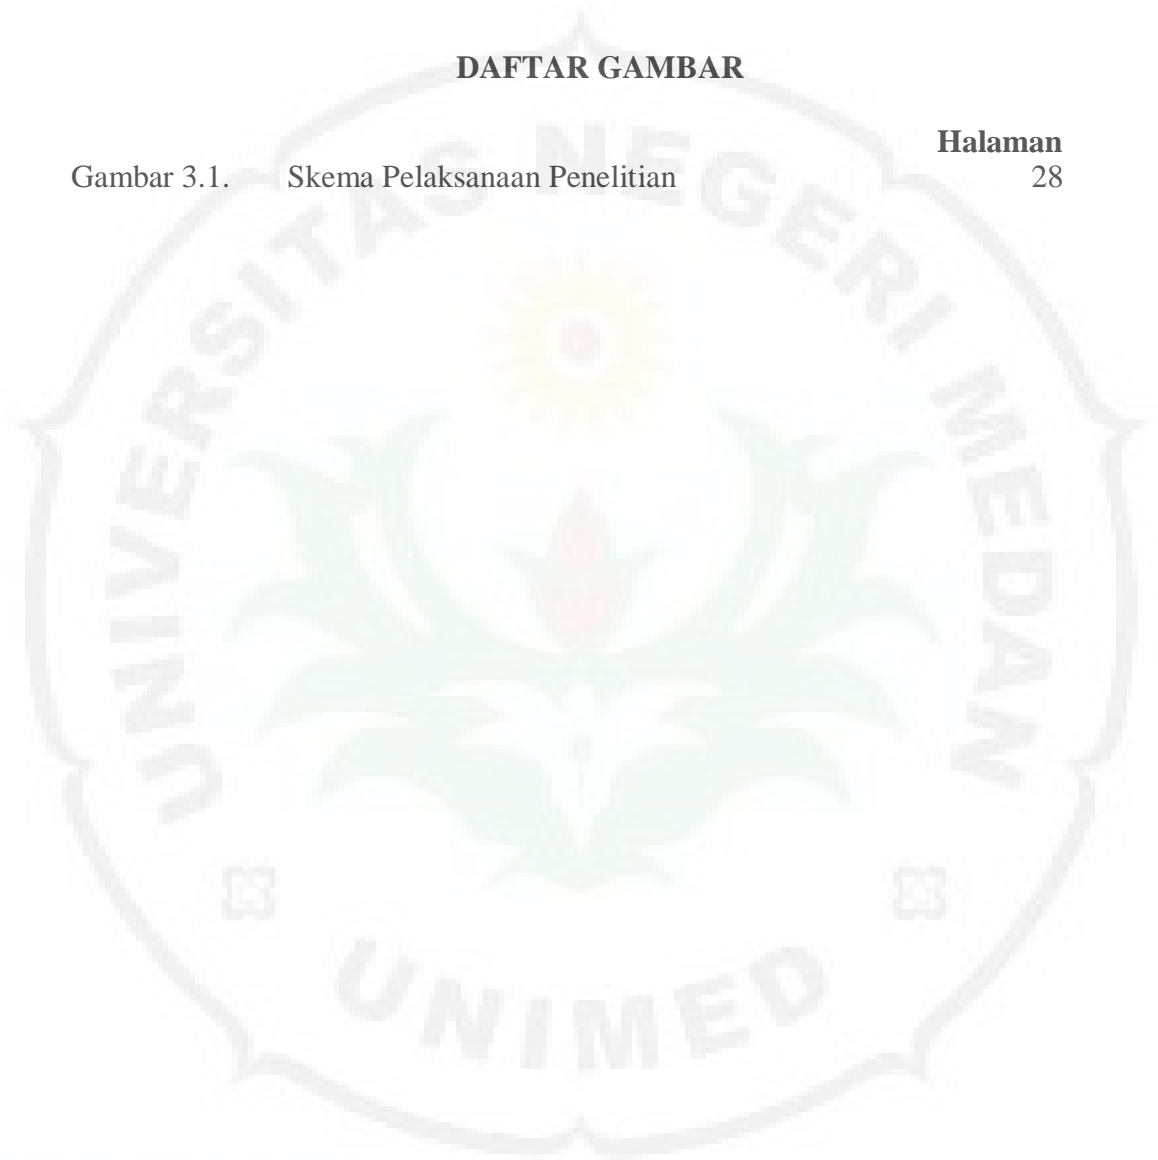 DAFTAR GAMBAR
Halaman
Gambar 3.1. Skema Pelaksanaan Penelitian 28
UNIVERSITAS NEGERI MEDAN
UNIMED